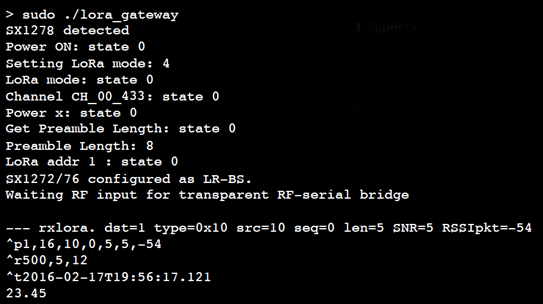 > sudo ./lora_gateway
SX1278 detected
Power ON: state 0
Setting LoRa mode: 4
LoRa mode: state 0
Channel CH_00_433: state 0
Power x: state 0
Get Preamble Length: state 0
Preamble Length: 8
LoRa addr 1 : state 0
SX1272/76 configured as LR-BS.
Waiting RF input for transparent RF-serial bridge
--- rxlora. dst=1 type=0x10 src=10 seq=0 len=5 SNR=5 RSSIpkt=-54
^p1,16,10,0,5,5,-54
^r500,5,12
^t2016-02-17T19:56:17.121
23.45